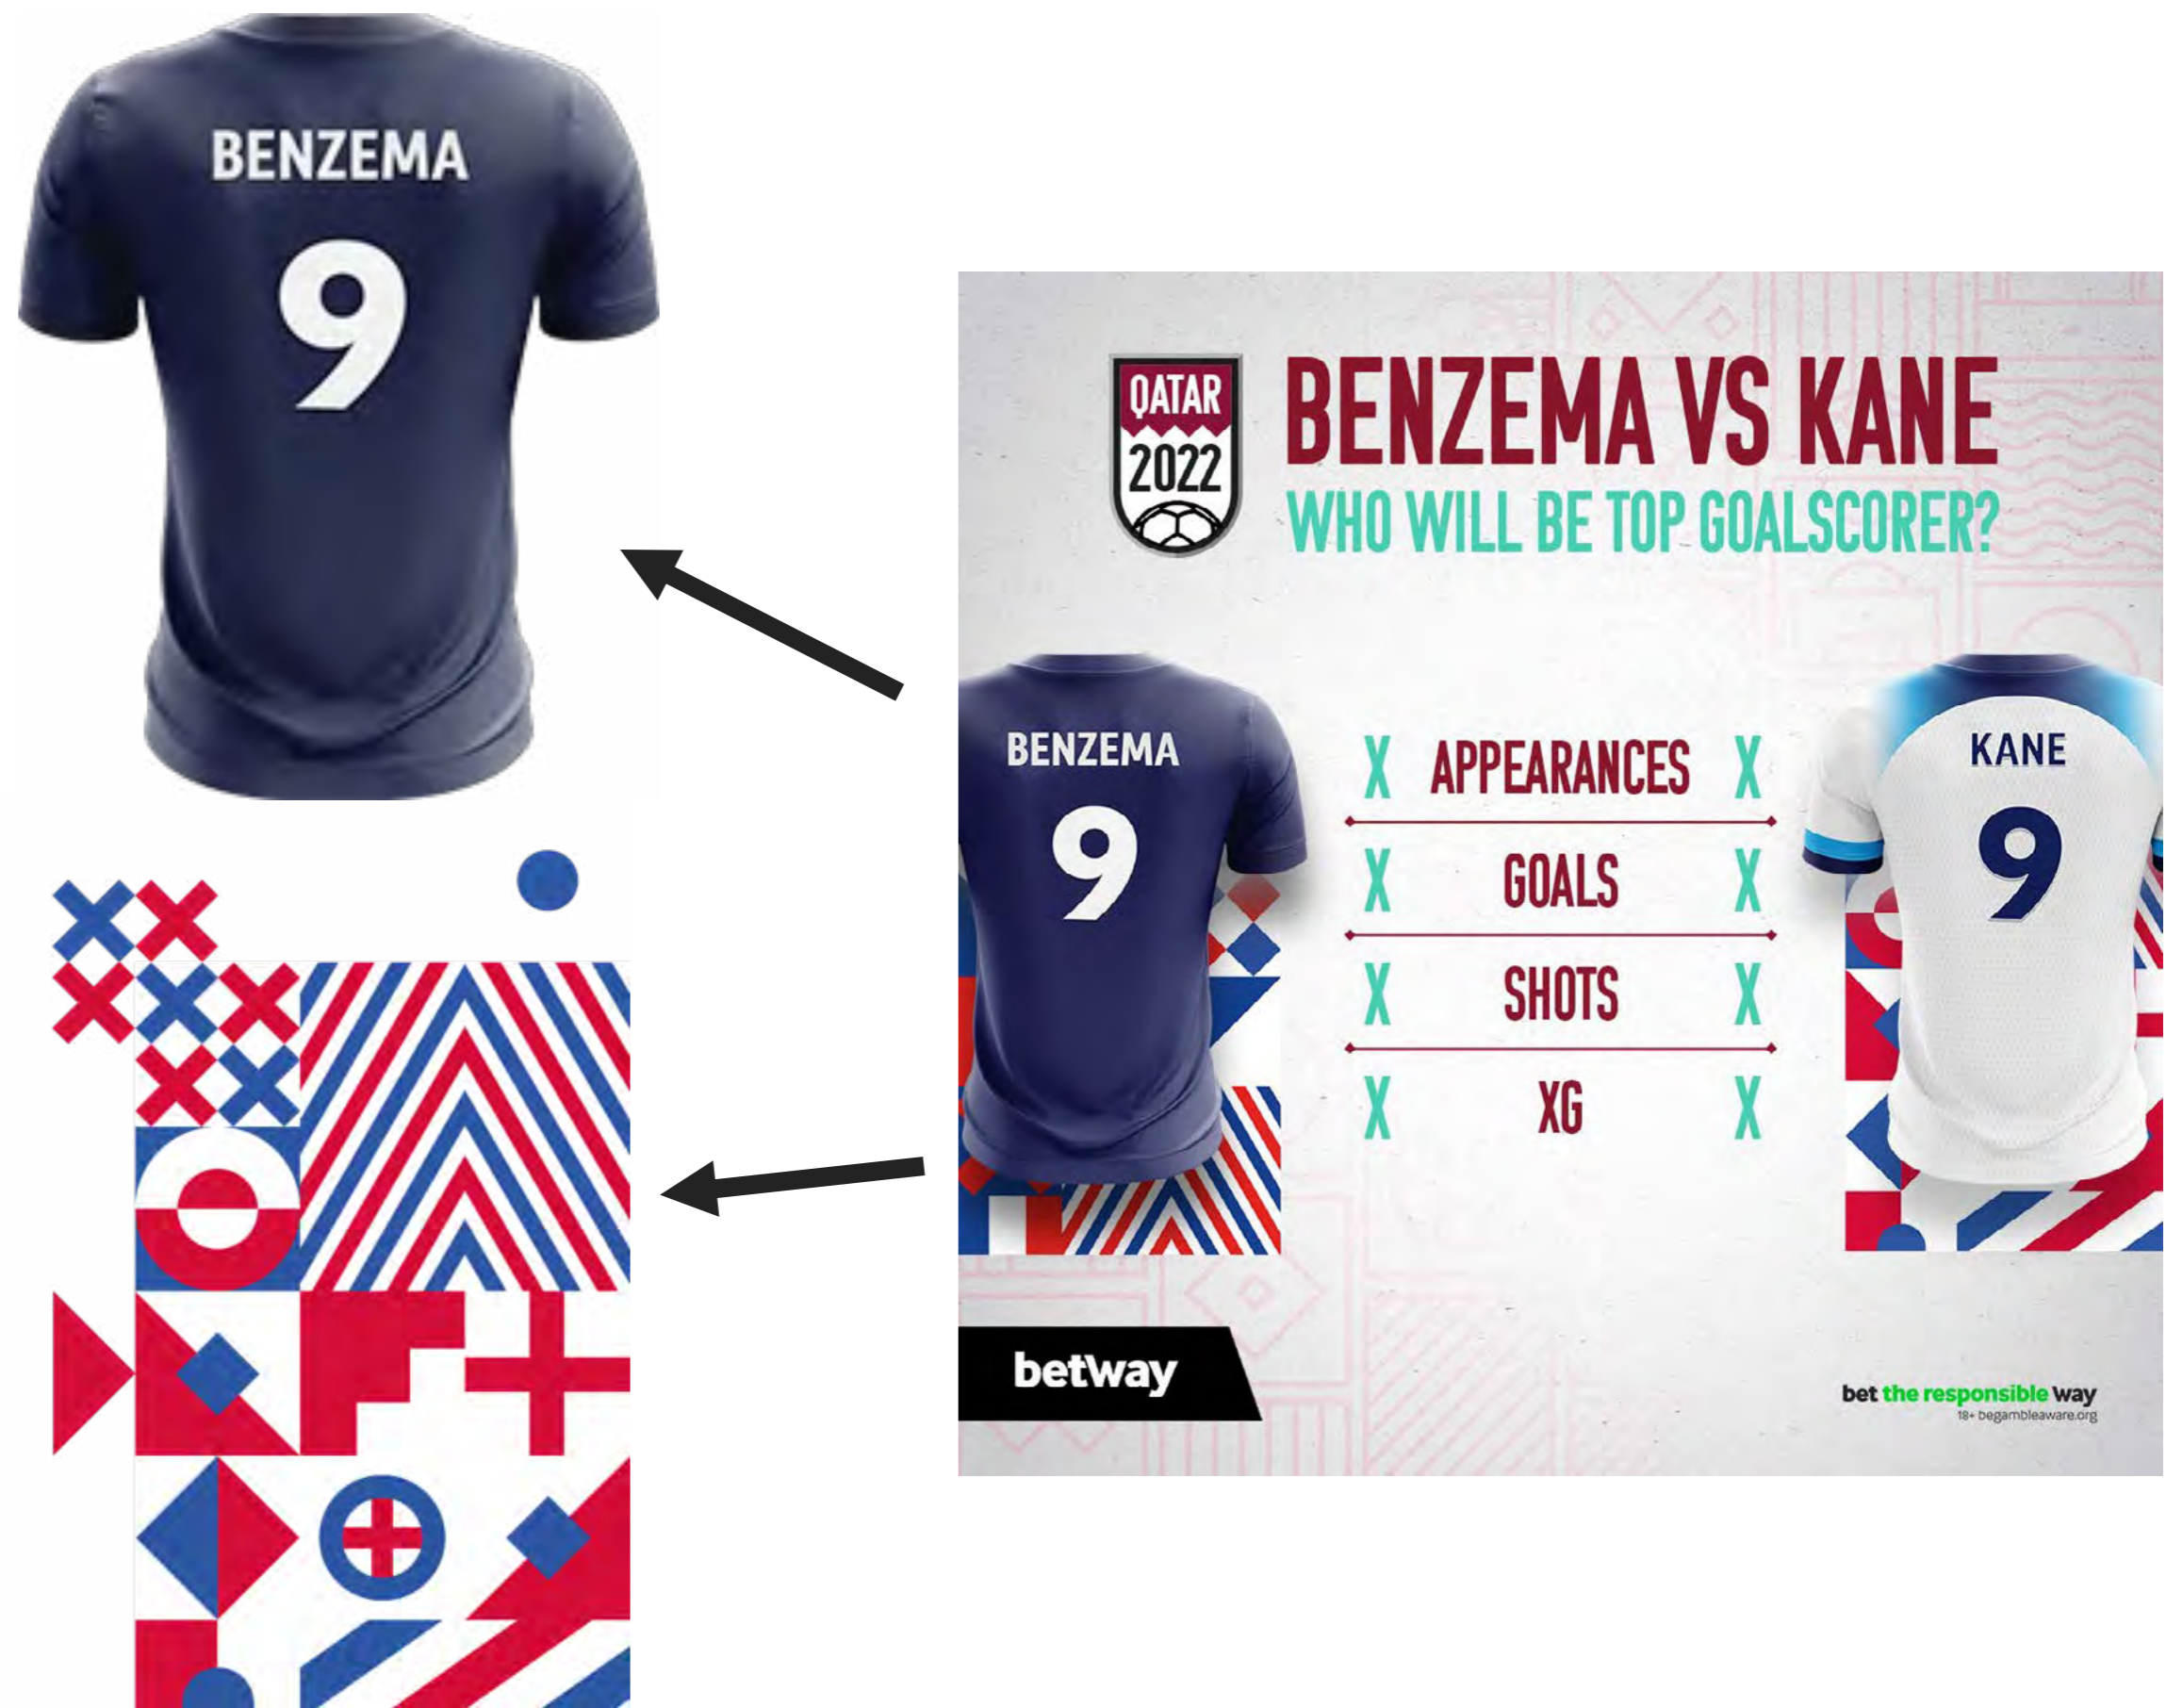 BENZEMA
9
QATAR
2022
BENZEMA VS KANE
WHO WILL BE TOP GOALSCORER?
BENZEMA
9
X APPEARANCES X
X GOALS X
X SHOTS X
X XG X
KANE
9
betway
bet the responsible way
18+ begambleaware.org